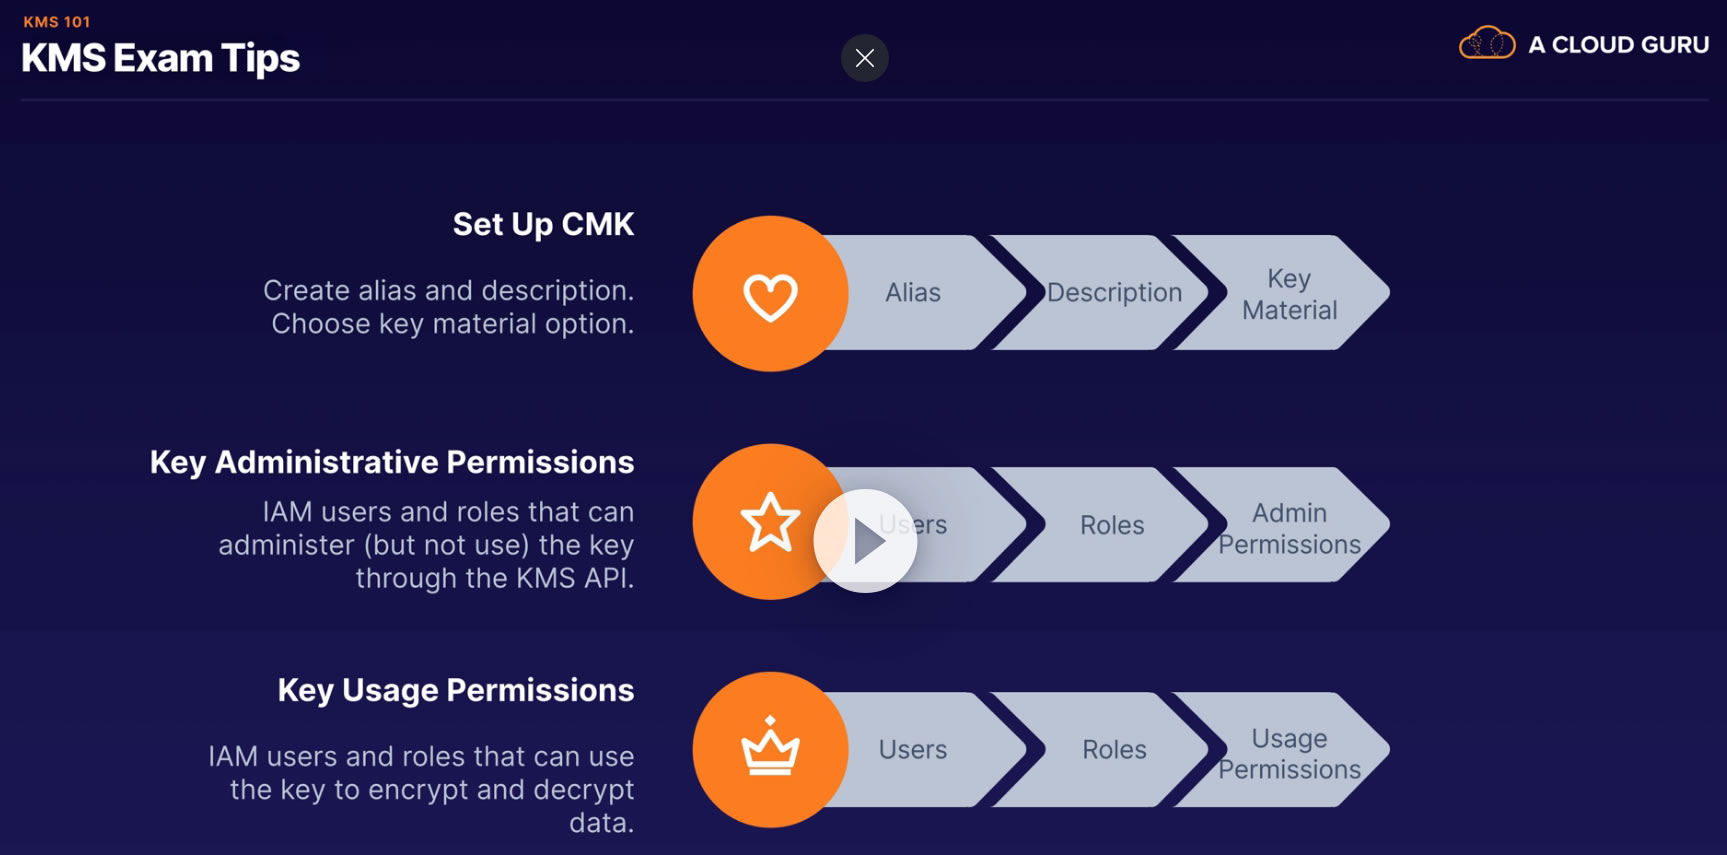 KMS 101
KMS Exam Tips
A CLOUD GURU
Set Up CMK
Create alias and description.
Choose key material option.
Alias
Description
Key
Material
Key Administrative Permissions
IAM users and roles that can
administer (but not use) the key
through the KMS API.
Users
Roles
Admin
Permissions
Key Usage Permissions
IAM users and roles that can use
the key to encrypt and decrypt
data.
Users
Roles
Usage
Permissions